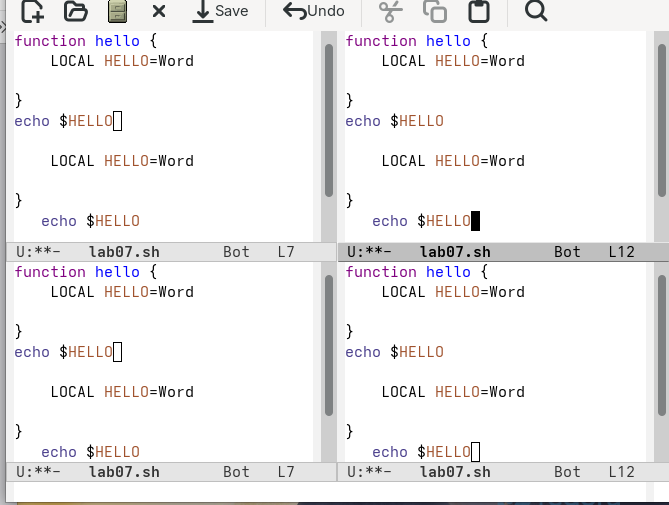 Save Undo
function hello {
    LOCAL HELLO=Word
}
echo $HELLO
    LOCAL HELLO=Word
}
   echo $HELLO
U:**-   lab07.sh       Bot   L7
function hello {
    LOCAL HELLO=Word
}
echo $HELLO
    LOCAL HELLO=Word
}
   echo $HELLO
U:**-   lab07.sh       Bot   L12
function hello {
    LOCAL HELLO=Word
}
echo $HELLO
    LOCAL HELLO=Word
}
   echo $HELLO
U:**-   lab07.sh       Bot   L7
function hello {
    LOCAL HELLO=Word
}
echo $HELLO
    LOCAL HELLO=Word
}
   echo $HELLO
U:**-   lab07.sh       Bot   L12